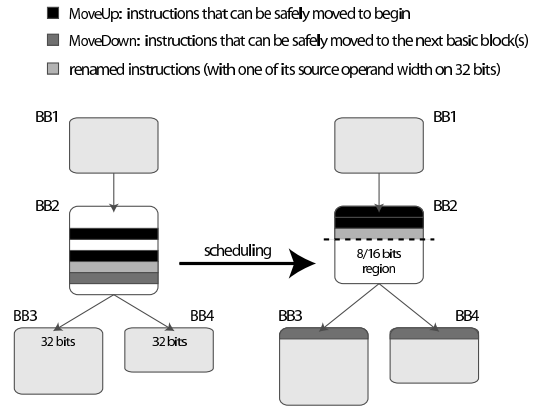 MoveUp: instructions that can be safely moved to begin
MoveDown: instructions that can be safely moved to the next basic block(s)
renamed instructions (with one of its source operand width on 32 bits)
BB1
BB1
BB2
BB2
scheduling
8/16 bits
region
BB3
BB4
BB3
BB4
32 bits
32 bits